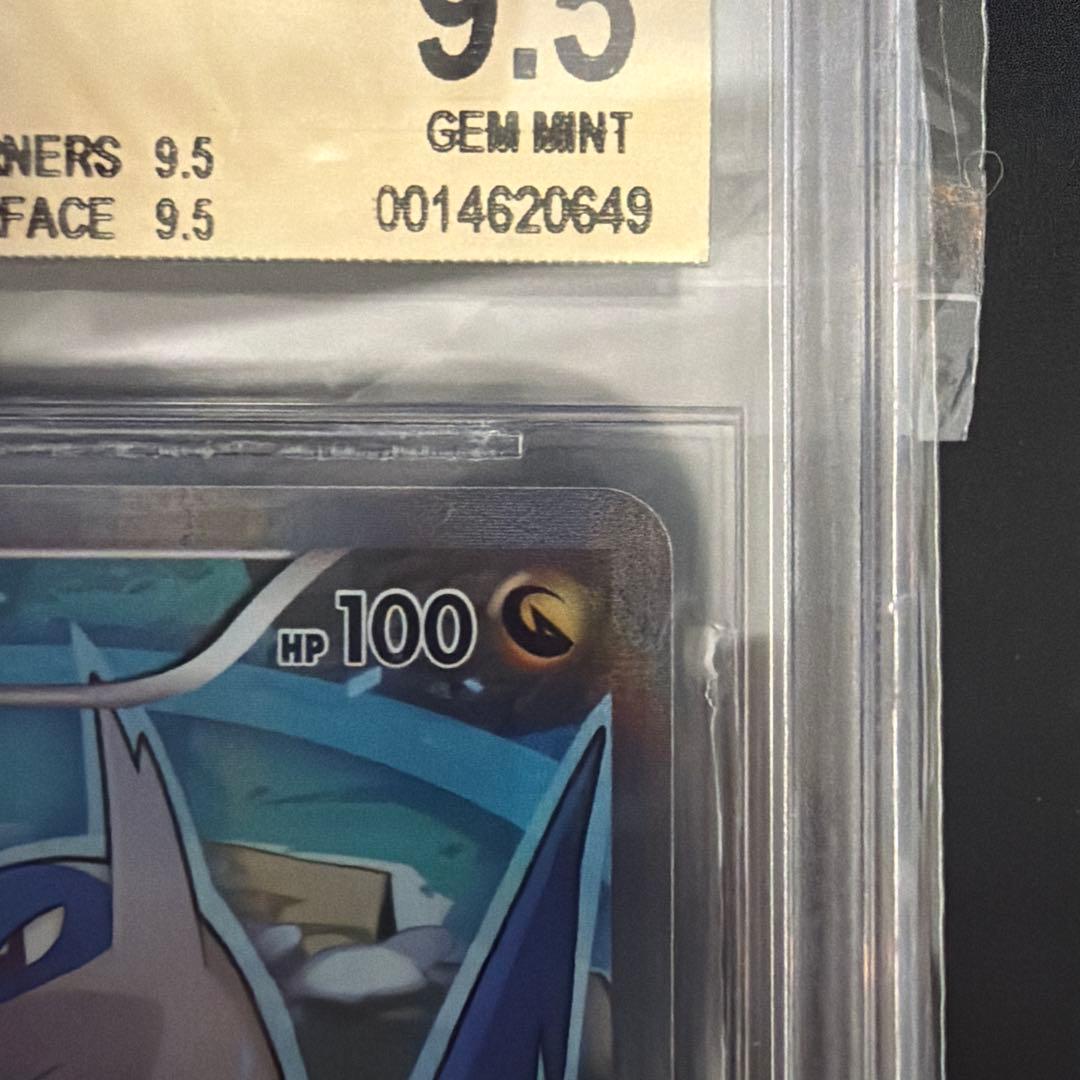 9.5
GEM MINT
NERS 9.5
FACE 9.5
0014620649
HP 100